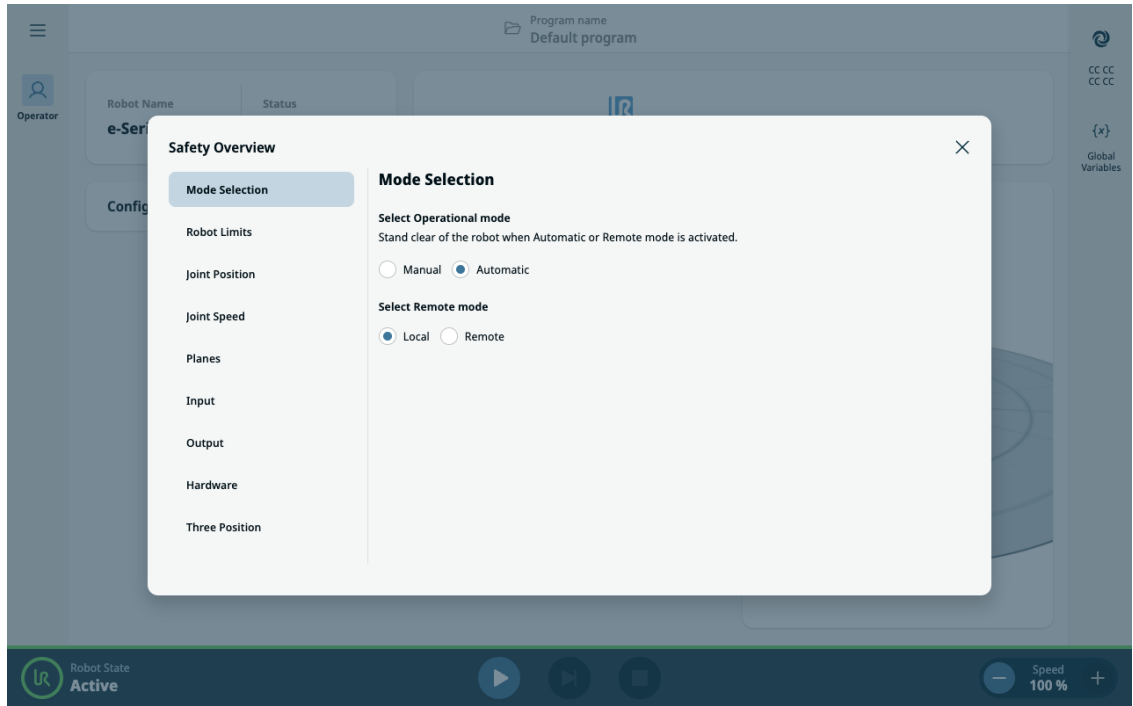 Program name
Default program
Operator
Robot Name
Status
e-Seri
Config
CC CC
CC CC
{x}
Global
Variables
Safety Overview
Mode Selection
Robot Limits
Joint Position
Joint Speed
Planes
Input
Output
Hardware
Three Position
Mode Selection
Select Operational mode
Stand clear of the robot when Automatic or Remote mode is activated.
Manual Automatic
Select Remote mode
Local Remote
Robot State
Active
Speed
100 %